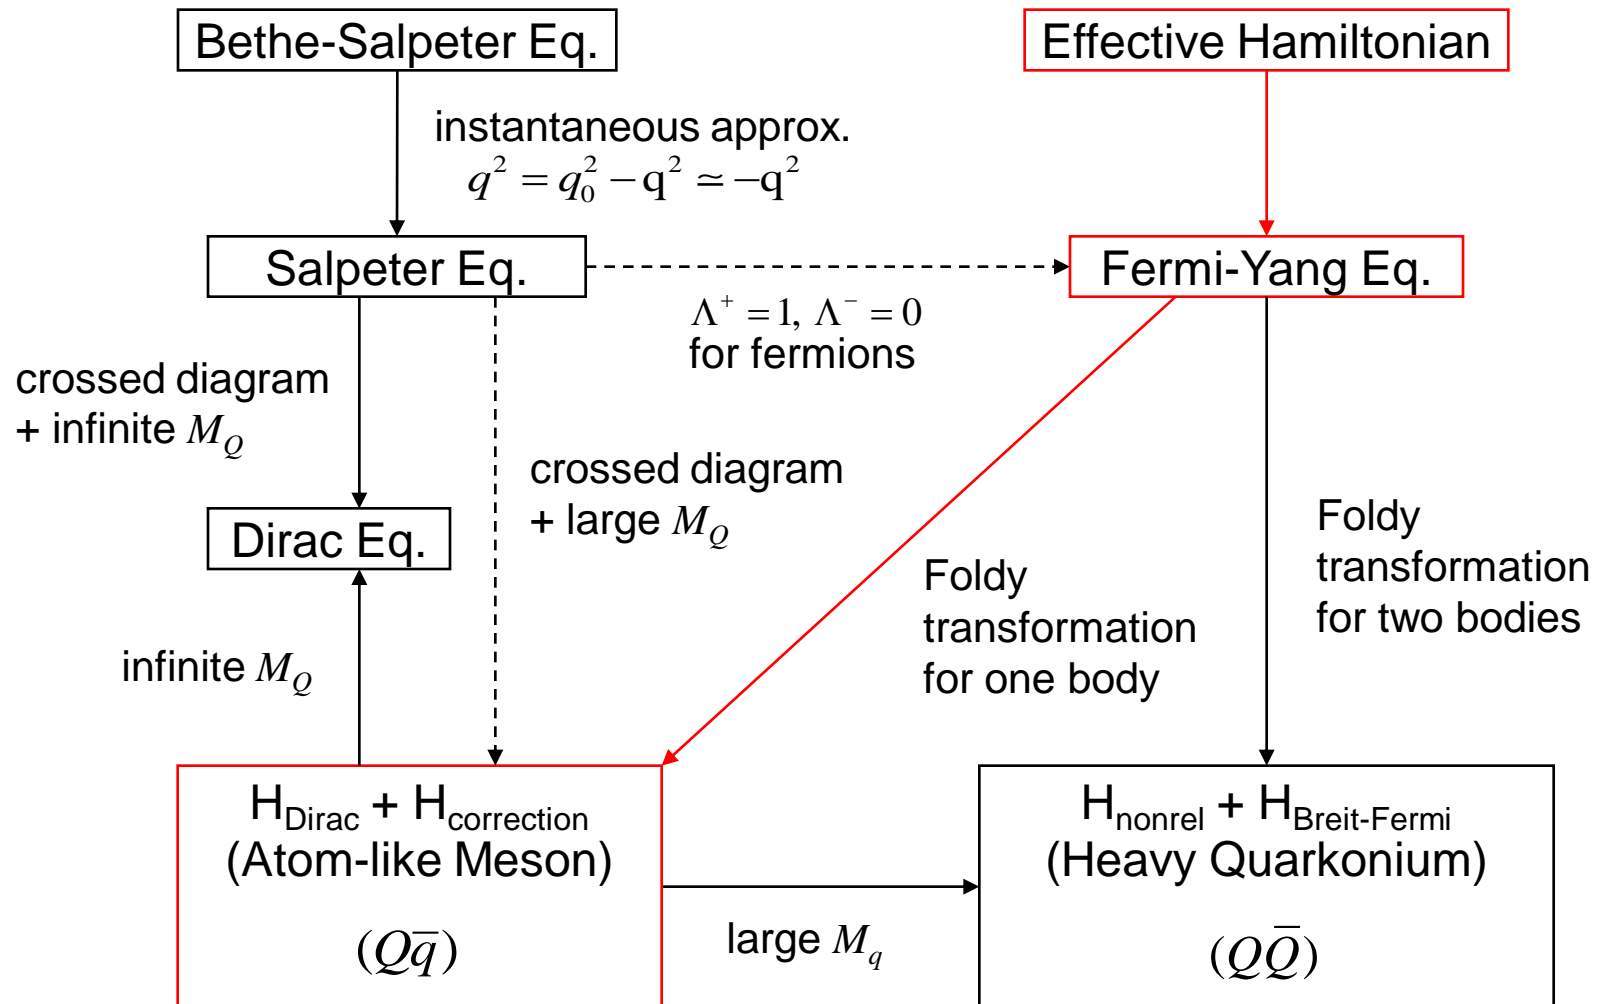 Bethe-Salpeter Eq.
Effective Hamiltonian
instantaneous approx.
q² = q₀² − q² ≃ −q²
Salpeter Eq.
Fermi-Yang Eq.
Λ⁺ = 1, Λ⁻ = 0
for fermions
crossed diagram
+ infinite M_Q
crossed diagram
+ large M_Q
Dirac Eq.
Foldy
transformation
for two bodies
Foldy
transformation
for one body
infinite M_Q
H_Dirac + H_correction
(Atom-like Meson)
(Qq̅)
large M_q
H_nonrel + H_Breit-Fermi
(Heavy Quarkonium)
(QQ̅)